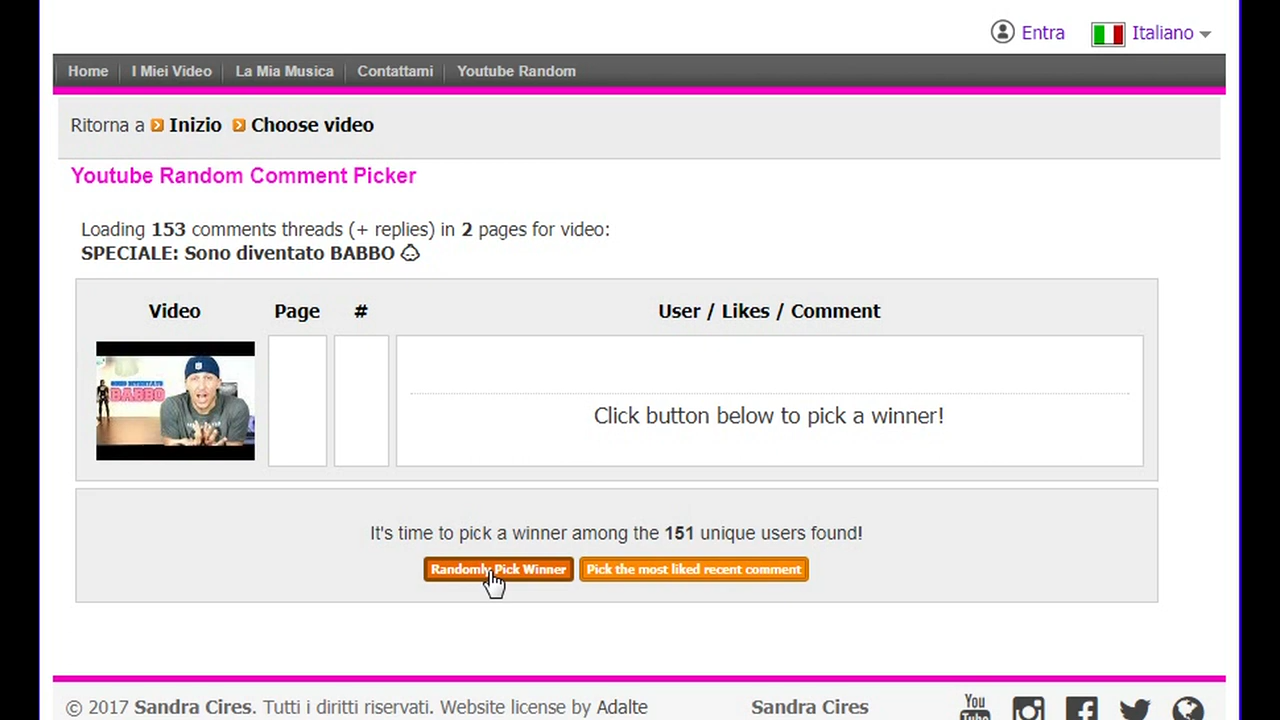 Entra
Italiano
Home
I Miei Video
La Mia Musica
Contattami
Youtube Random
Ritorna a Inizio Choose video
Youtube Random Comment Picker
Loading 153 comments threads (+ replies) in 2 pages for video:
SPECIALE: Sono diventato BABBO
Video
Page
#
User / Likes / Comment
BABBO
Click button below to pick a winner!
It's time to pick a winner among the 151 unique users found!
Randomly Pick Winner
Pick the most liked recent comment
© 2017 Sandra Cires. Tutti i diritti riservati. Website license by Adalte
Sandra Cires
You
Tube